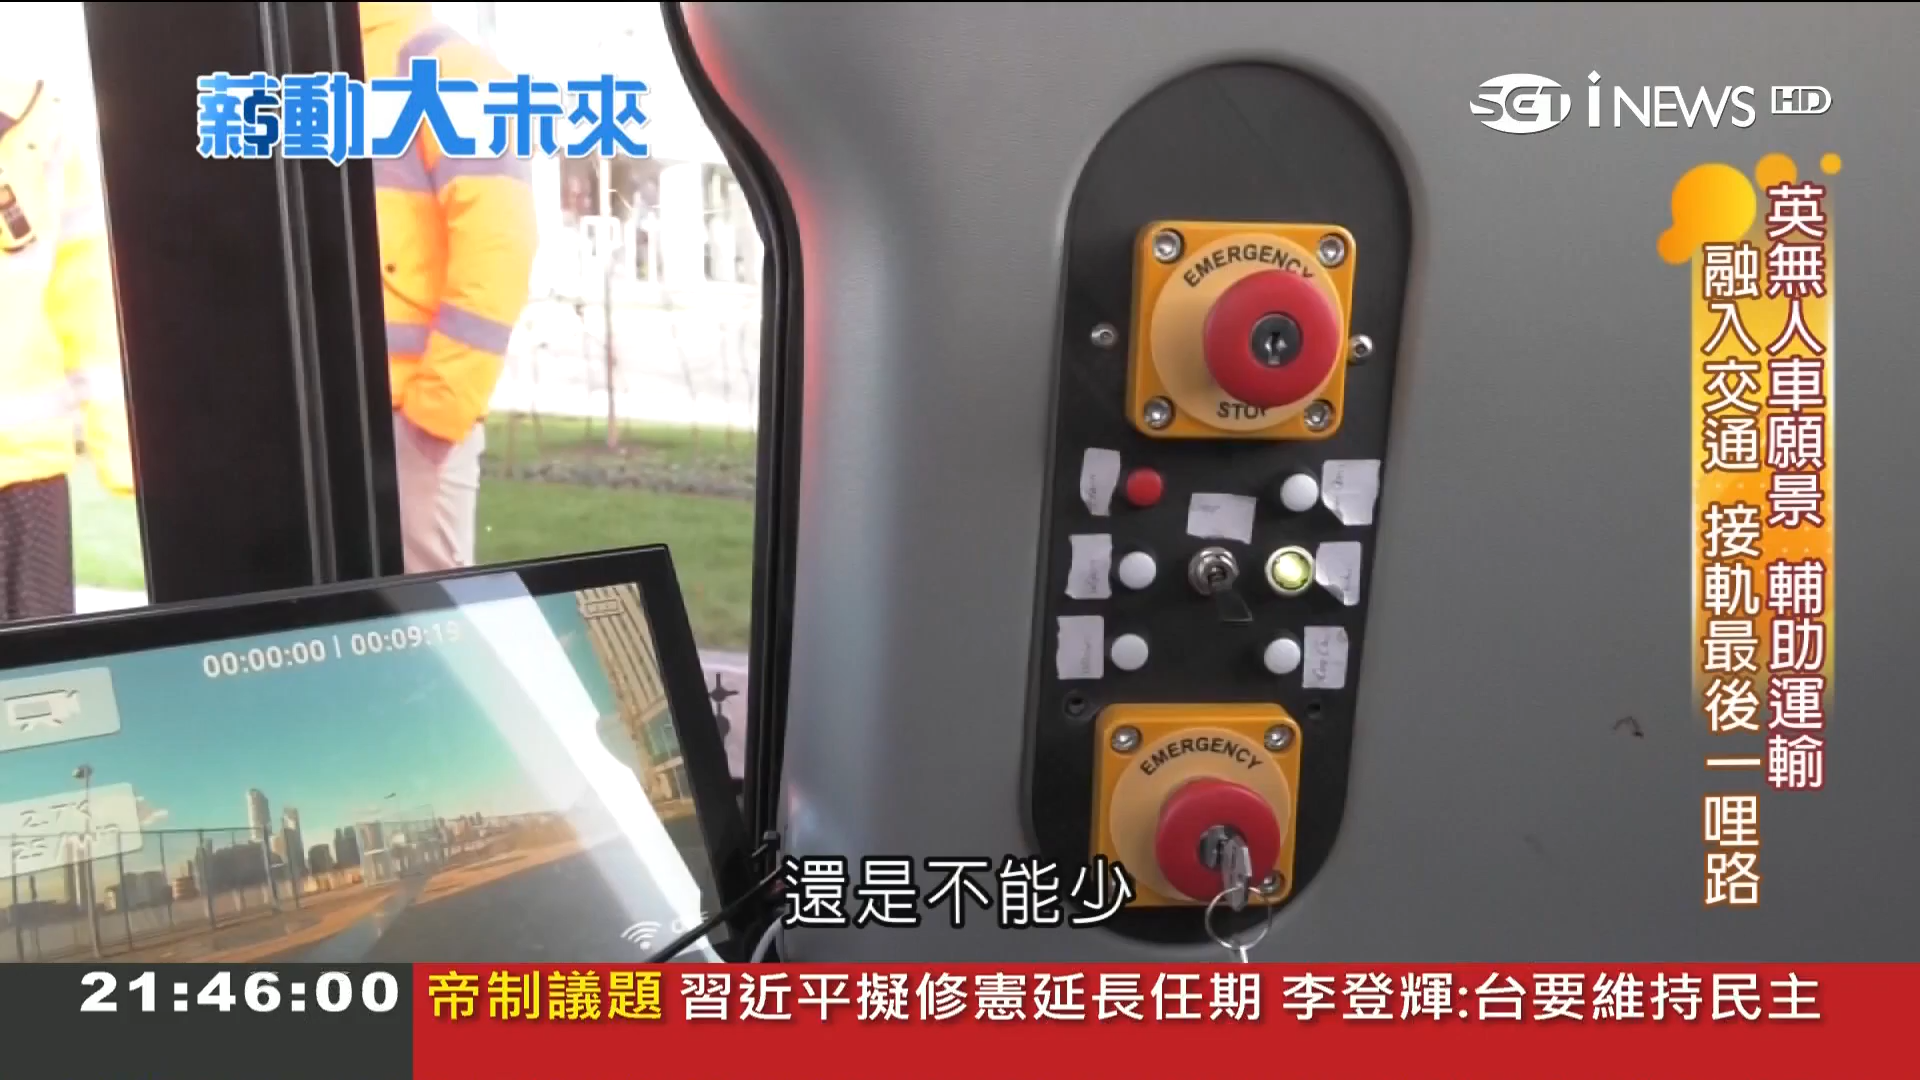 薪動大未來
SET iNEWS HD
英無人車願景 輔助運輸
融入交通 接軌最後一哩路
EMERGENCY
STOP
00:00:00 | 00:09:19
2.7K
EMERGENCY
還是不能少
21:46:00
帝制議題 習近平擬修憲延長任期 李登輝:台要維持民主